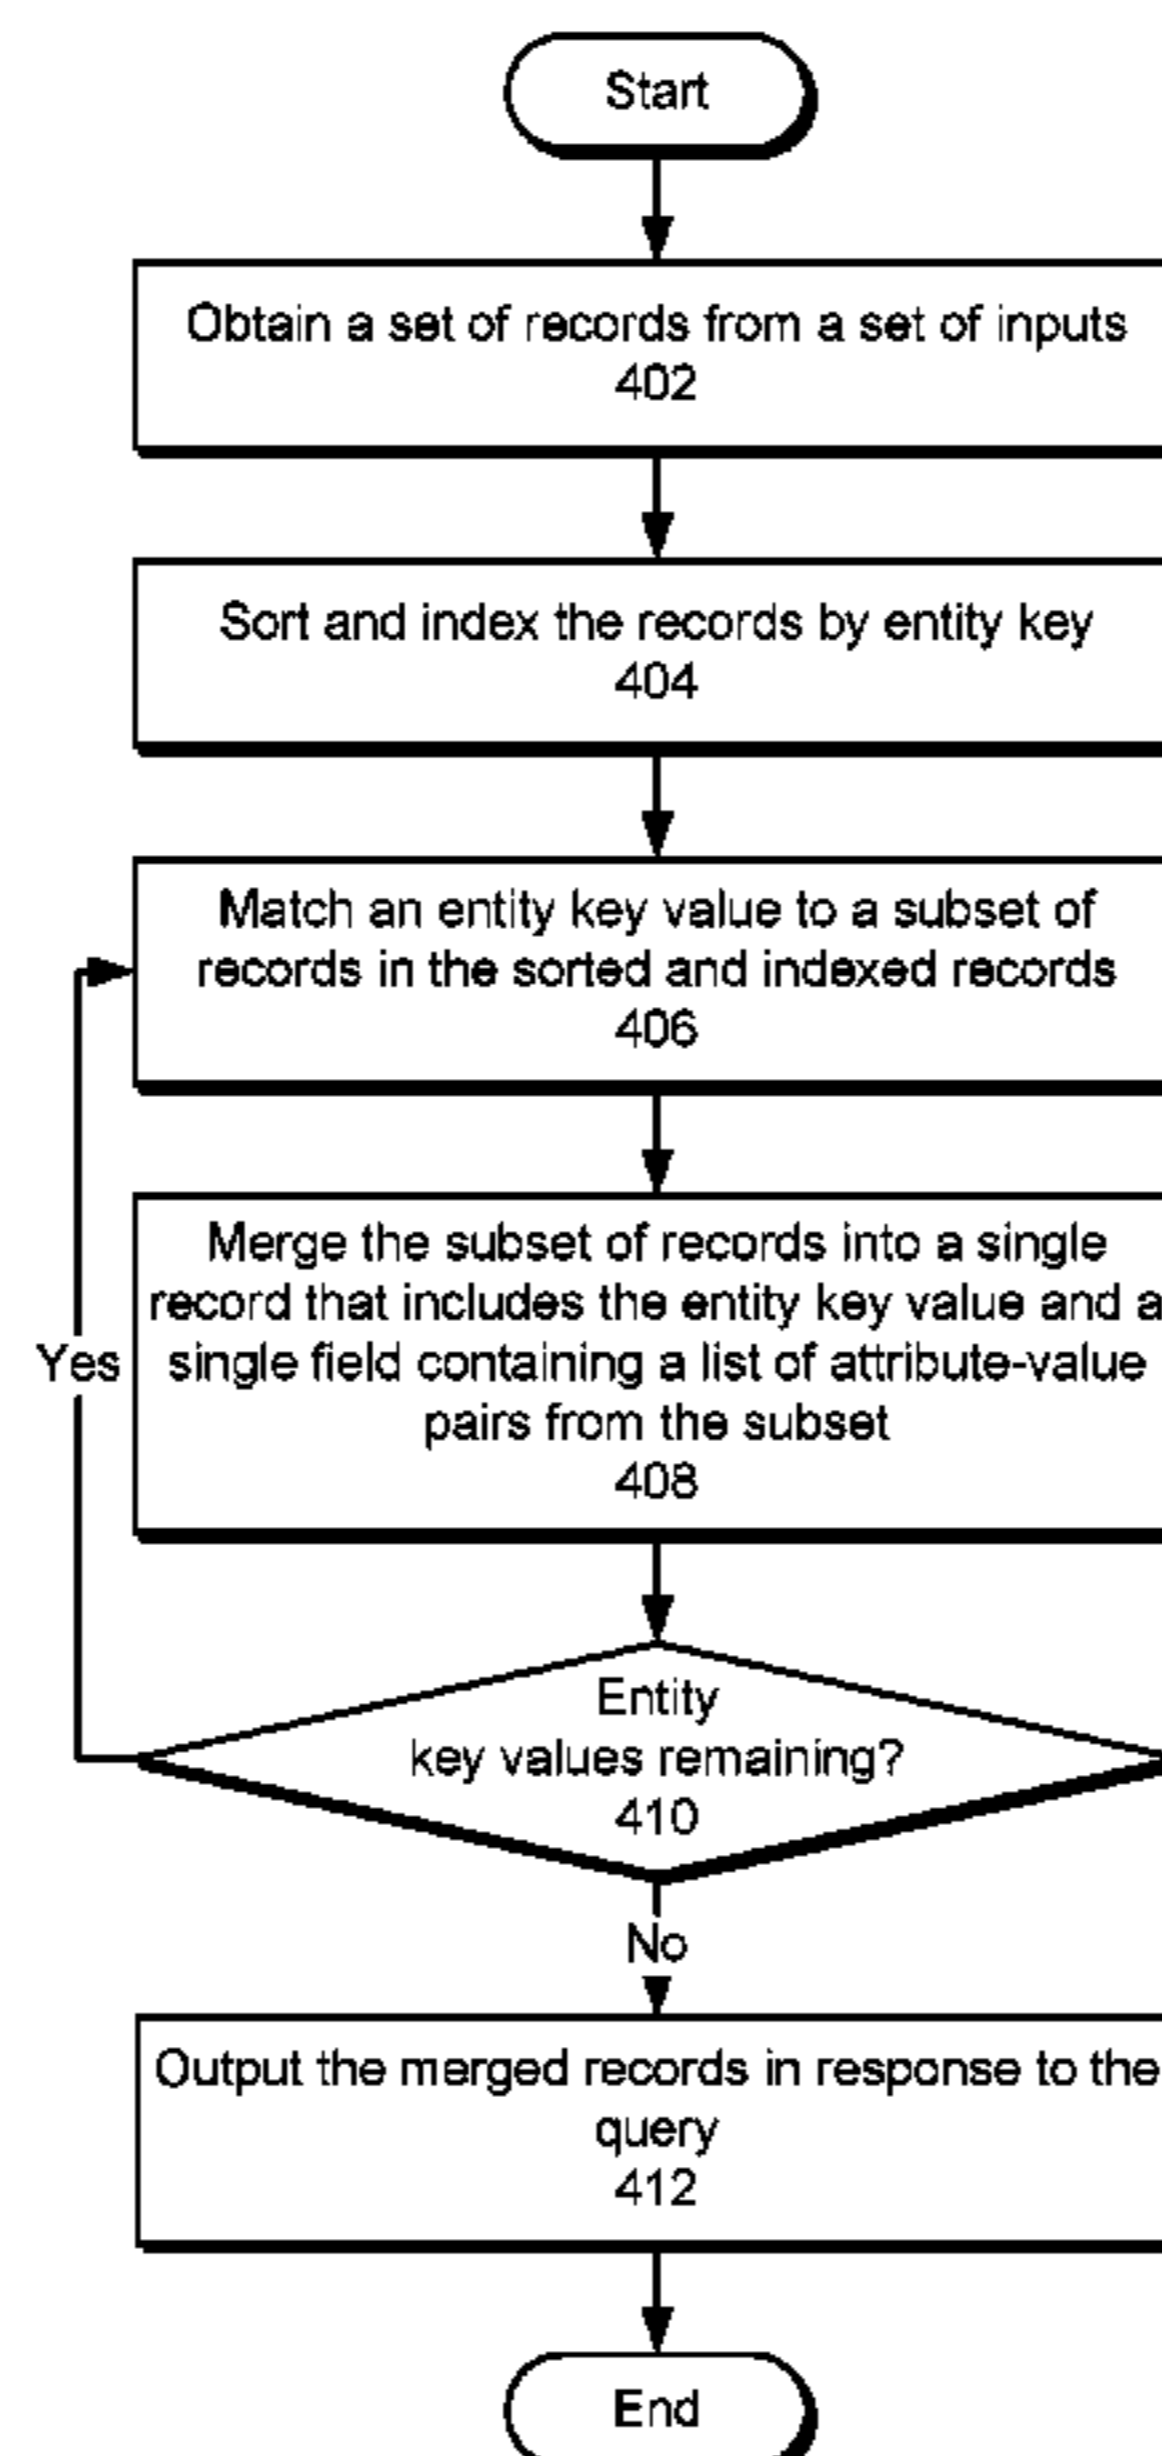 Start
Obtain a set of records from a set of inputs
402
Sort and index the records by entity key
404
Match an entity key value to a subset of
records in the sorted and indexed records
406
Merge the subset of records into a single
record that includes the entity key value and a
single field containing a list of attribute-value
pairs from the subset
408
Yes
Entity
key values remaining?
410
No
Output the merged records in response to the
query
412
End